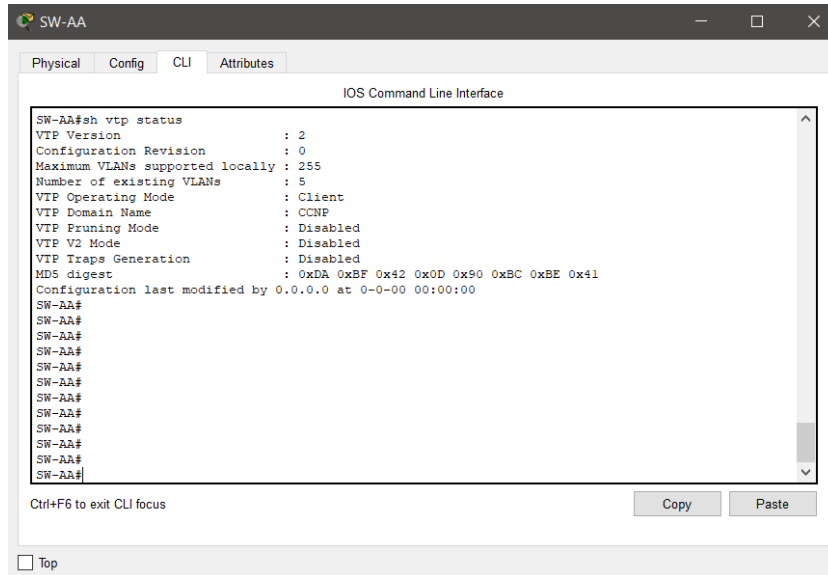 SW-AA
Physical Config CLI Attributes
IOS Command Line Interface
SW-AA#sh vtp status
VTP Version : 2
Configuration Revision : 0
Maximum VLANs supported locally : 255
Number of existing VLANs : 5
VTP Operating Mode : Client
VTP Domain Name : CCNP
VTP Pruning Mode : Disabled
VTP V2 Mode : Disabled
VTP Traps Generation : Disabled
MD5 digest : 0xDA 0xBF 0x42 0x0D 0x90 0xBC 0xBE 0x41
Configuration last modified by 0.0.0.0 at 0-0-00 00:00:00
SW-AA#
SW-AA#
SW-AA#
SW-AA#
SW-AA#
SW-AA#
SW-AA#
SW-AA#
SW-AA#
SW-AA#
SW-AA#
SW-AA#
Ctrl+F6 to exit CLI focus
Copy Paste
Top